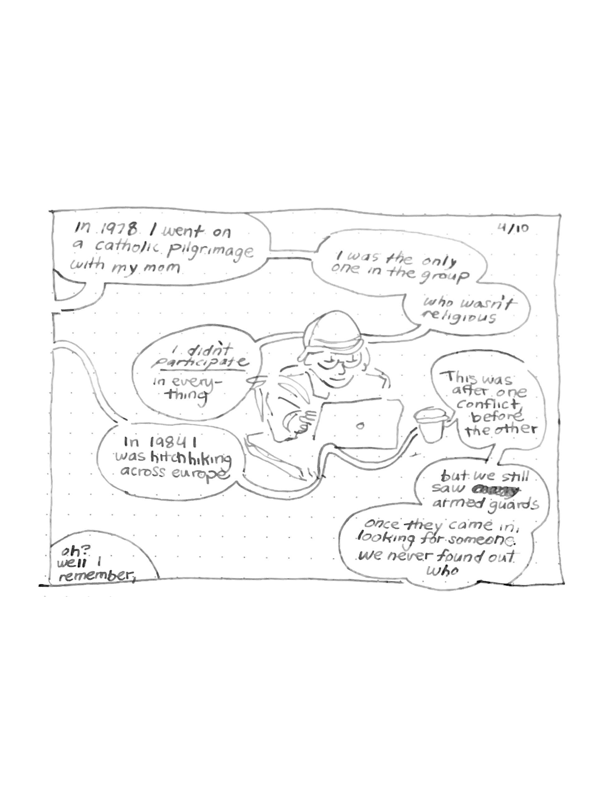 In 1978 I went on
a catholic pilgrimage
with my mom
4/10
I was the only
one in the group
who wasn't
religious
I didn't
participate
in every-
thing
This was
after one
conflict
before
the other
but we still
saw
armed guards
once they came in,
looking for someone.
we never found out
who
In 1984 I
was hitchhiking
across europe
oh?
well I
remember,